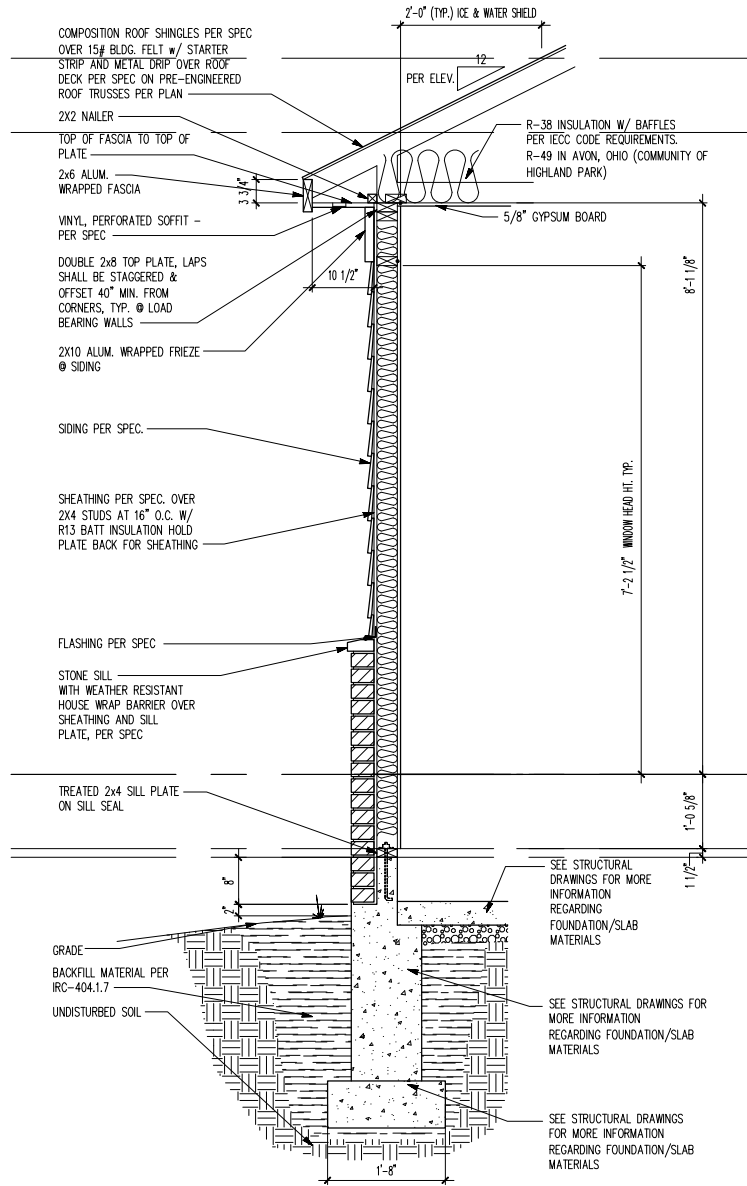 2'-0" (TYP.) ICE & WATER SHIELD
COMPOSITION ROOF SHINGLES PER SPEC
OVER 15# BLDG. FELT w/ STARTER
STRIP AND METAL DRIP OVER ROOF
DECK PER SPEC ON PRE-ENGINEERED
ROOF TRUSSES PER PLAN
12
PER ELEV.
2X2 NAILER
TOP OF FASCIA TO TOP OF
PLATE
2x6 ALUM.
WRAPPED FASCIA
3 3/4"
R-38 INSULATION W/ BAFFLES
PER IECC CODE REQUIREMENTS.
R-49 IN AVON, OHIO (COMMUNITY OF
HIGHLAND PARK)
VINYL, PERFORATED SOFFIT -
PER SPEC
5/8" GYPSUM BOARD
DOUBLE 2x8 TOP PLATE, LAPS
SHALL BE STAGGERED &
OFFSET 40" MIN. FROM
CORNERS, TYP. @ LOAD
BEARING WALLS
10 1/2"
8'-1 1/8"
2X10 ALUM. WRAPPED FRIEZE
@ SIDING
SIDING PER SPEC.
7'-2 1/2" WINDOW HEAD HT. TYP.
SHEATHING PER SPEC. OVER
2X4 STUDS AT 16" O.C. W/
R13 BATT INSULATION HOLD
PLATE BACK FOR SHEATHING
FLASHING PER SPEC
STONE SILL
WITH WEATHER RESISTANT
HOUSE WRAP BARRIER OVER
SHEATHING AND SILL
PLATE, PER SPEC
TREATED 2x4 SILL PLATE
ON SILL SEAL
1'-0 5/8"
1 1/2"
8"
2"
SEE STRUCTURAL
DRAWINGS FOR MORE
INFORMATION
REGARDING
FOUNDATION/SLAB
MATERIALS
GRADE
BACKFILL MATERIAL PER
IRC-404.1.7
UNDISTURBED SOIL
SEE STRUCTURAL DRAWINGS FOR
MORE INFORMATION
REGARDING FOUNDATION/SLAB
MATERIALS
SEE STRUCTURAL DRAWINGS
FOR MORE INFORMATION
REGARDING FOUNDATION/SLAB
MATERIALS
1'-8"